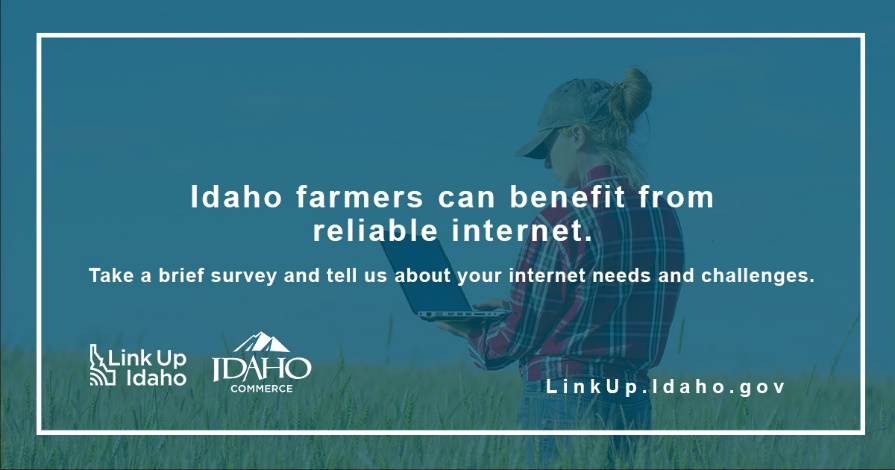 Idaho farmers can benefit from
reliable internet.
Take a brief survey and tell us about your internet needs and challenges.
Link Up
Idaho
IDAHO
COMMERCE
LinkUp.Idaho.gov